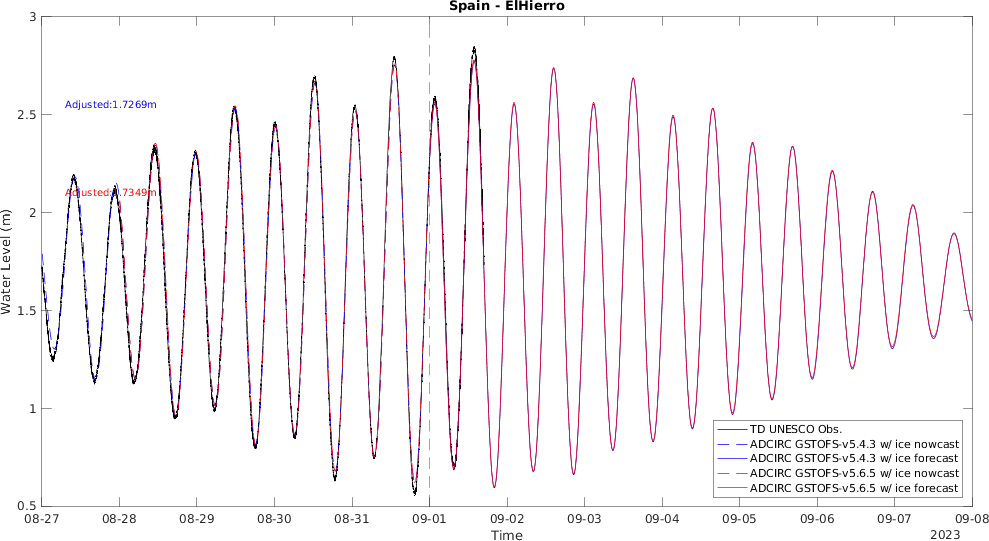 Spain - ElHierro
3
2.5
2
1.5
1
0.5
Water Level (m)
Adjusted:1.7269m
Adjusted:1.7349m
TD UNESCO Obs.
ADCIRC GSTOFS-v5.4.3 w/ ice nowcast
ADCIRC GSTOFS-v5.4.3 w/ ice forecast
ADCIRC GSTOFS-v5.6.5 w/ ice nowcast
ADCIRC GSTOFS-v5.6.5 w/ ice forecast
08-27 08-28 08-29 08-30 08-31 09-01 09-02 09-03 09-04 09-05 09-06 09-07 09-08
Time
2023